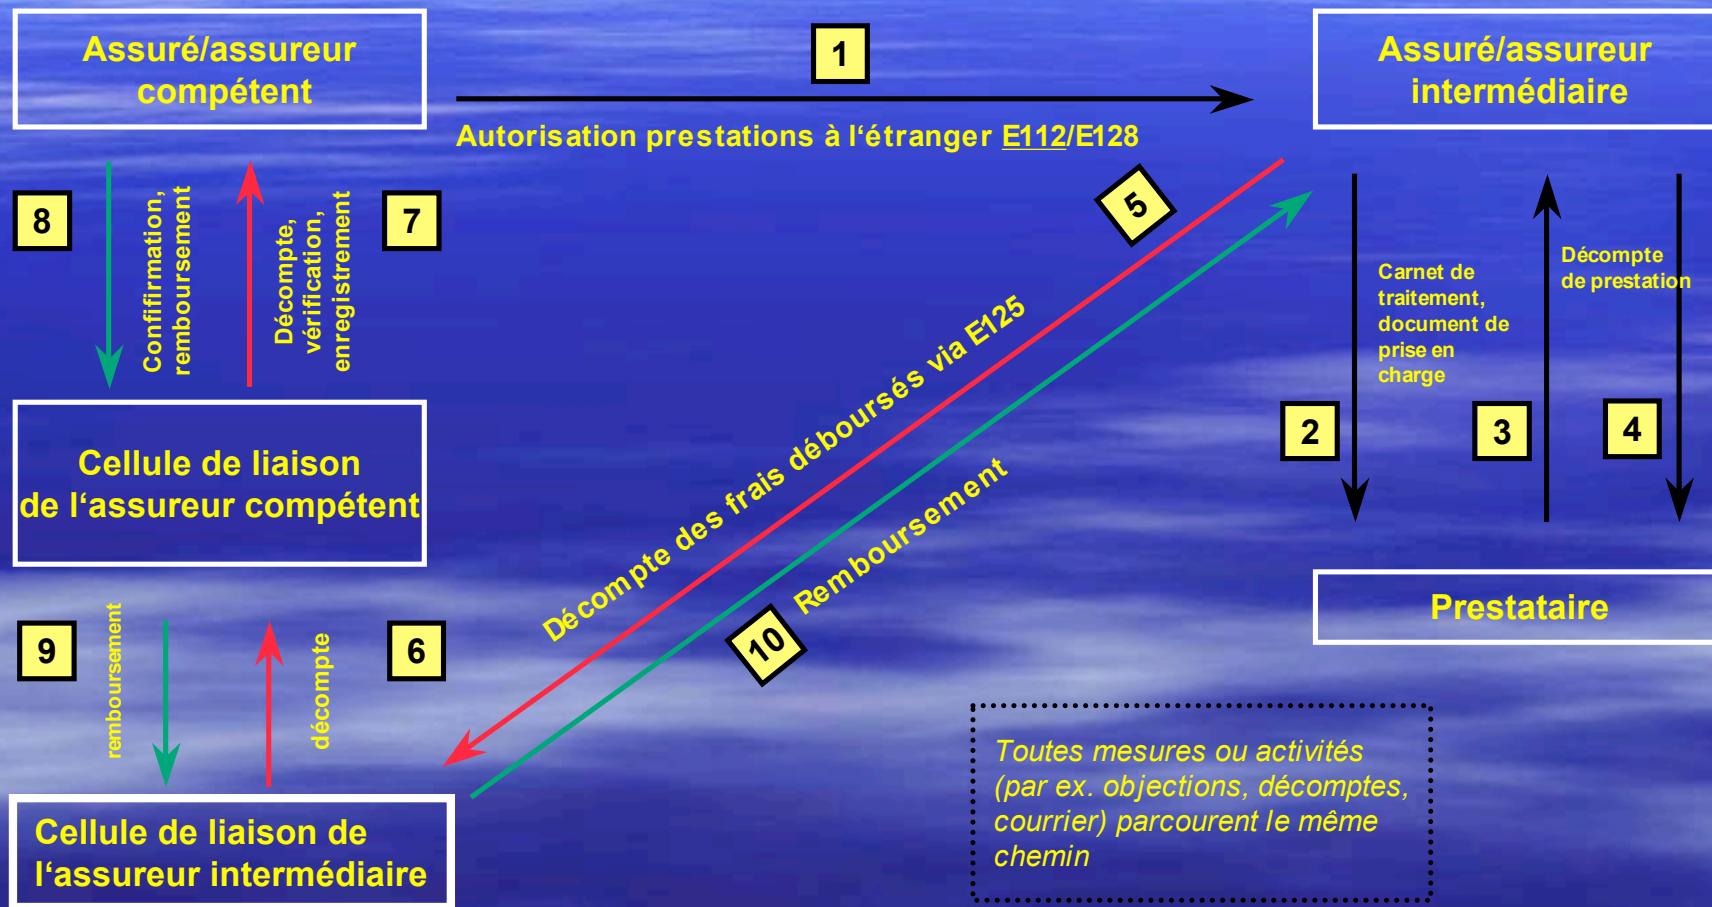 Assuré/assureur
compétent
1
Assuré/assureur
intermédiaire
Autorisation prestations à l‘étranger E112/E128
8
Confifirmation,
remboursement
Décompte,
vérification,
enregistrement
7
5
Décompte des frais déboursés via E125
Carnet de
traitement,
document de
prise en
charge
Décompte
de prestation
2
3
4
Cellule de liaison
de l‘assureur compétent
10
Remboursement
Prestataire
9
remboursement
décompte
6
Toutes mesures ou activités
(par ex. objections, décomptes,
courrier) parcourent le même
chemin
Cellule de liaison de
l‘assureur intermédiaire